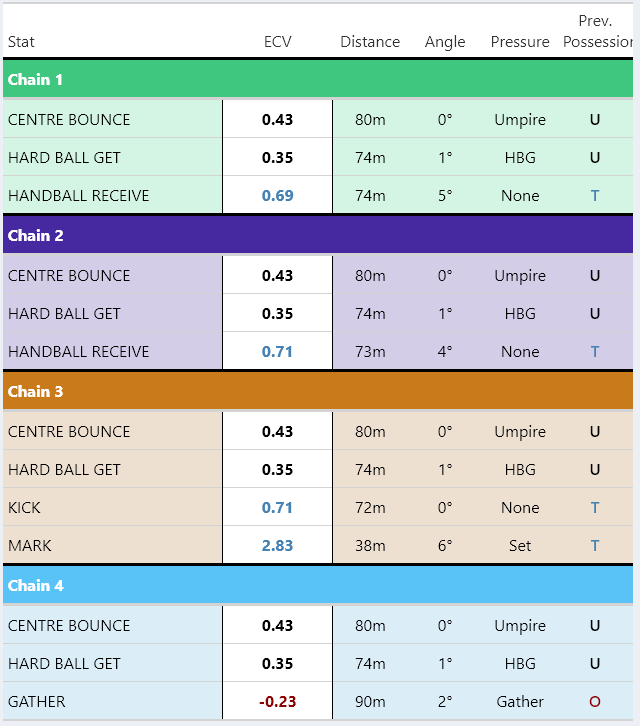 Prev.
Stat ECV Distance Angle Pressure Possession
Chain 1
CENTRE BOUNCE 0.43 80m 0° Umpire U
HARD BALL GET 0.35 74m 1° HBG U
HANDBALL RECEIVE 0.69 74m 5° None T
Chain 2
CENTRE BOUNCE 0.43 80m 0° Umpire U
HARD BALL GET 0.35 74m 1° HBG U
HANDBALL RECEIVE 0.71 73m 4° None T
Chain 3
CENTRE BOUNCE 0.43 80m 0° Umpire U
HARD BALL GET 0.35 74m 1° HBG U
KICK 0.71 72m 0° None T
MARK 2.83 38m 6° Set T
Chain 4
CENTRE BOUNCE 0.43 80m 0° Umpire U
HARD BALL GET 0.35 74m 1° HBG U
GATHER -0.23 90m 2° Gather O